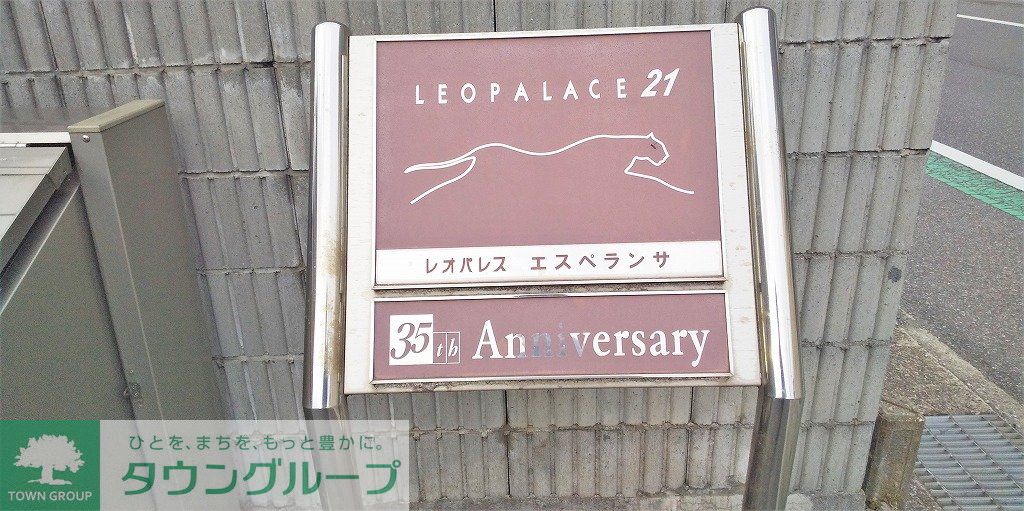 LEOPALACE 21
レオパレス エスペランサ
35th Anniversary
ひとを、まちを、もっと豊かに。
タウングループ
TOWN GROUP